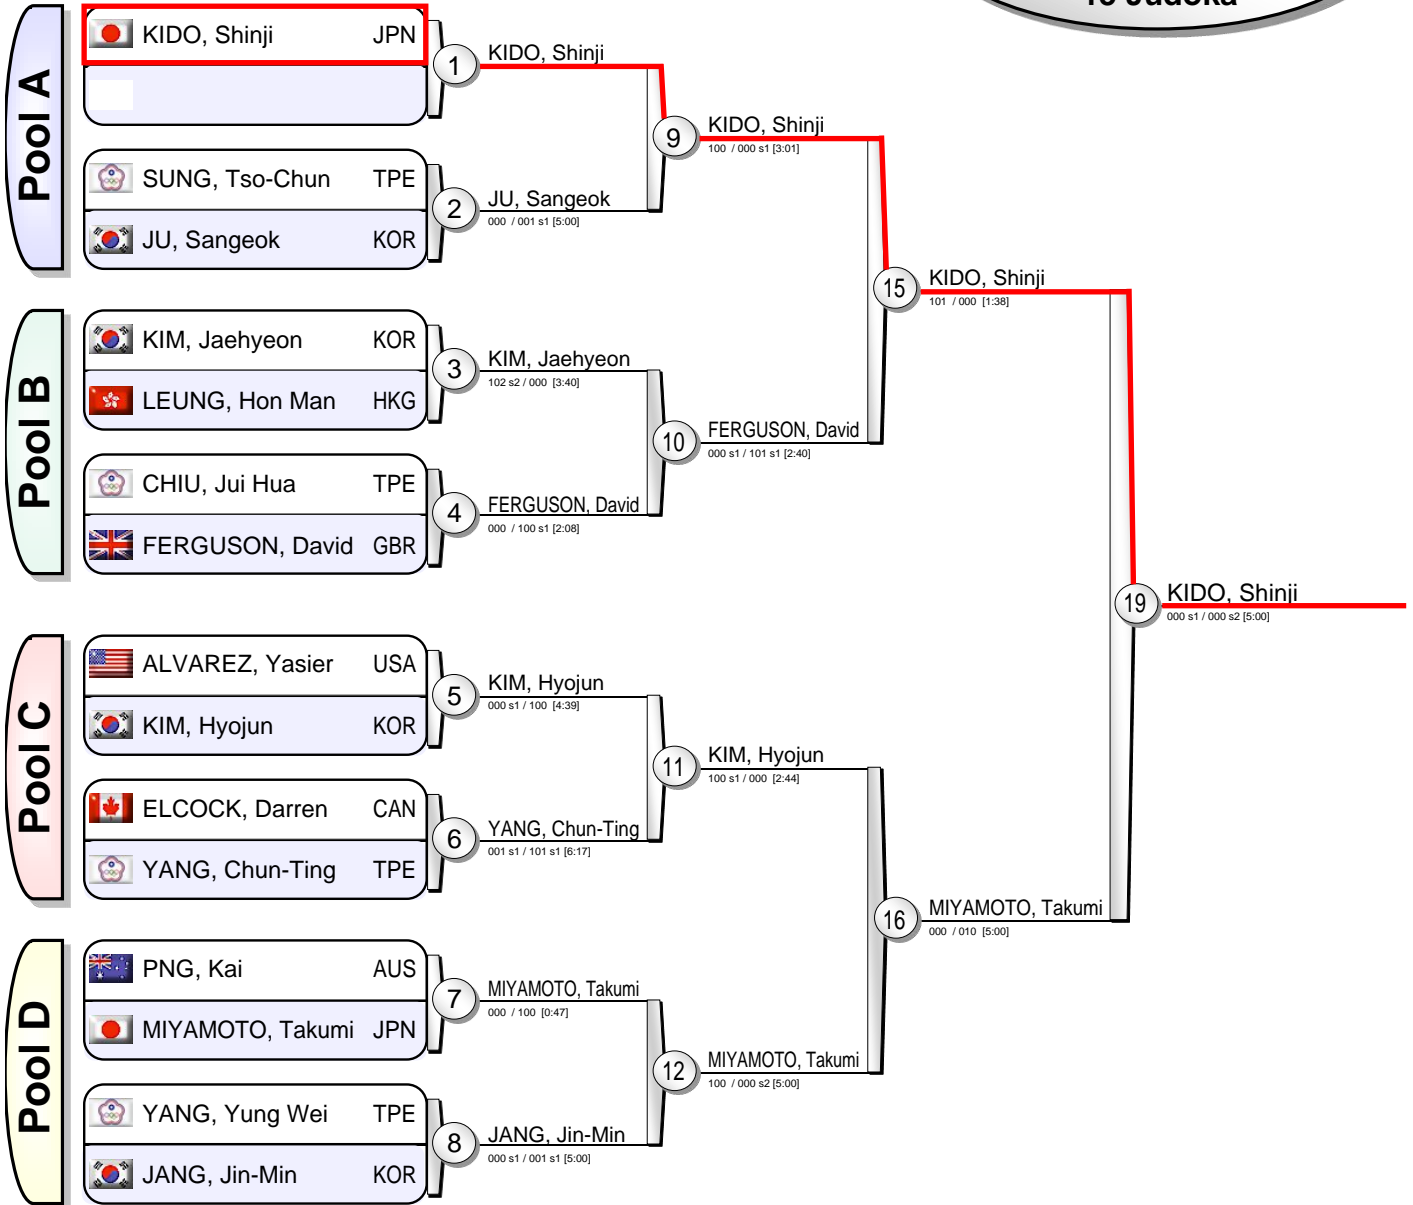 Pool A
KIDO, Shinji JPN
SUNG, Tso-Chun TPE
JU, Sangeok KOR
1
KIDO, Shinji
2
JU, Sangeok
000 / 001 s1 [5:00]
9
KIDO, Shinji
100 / 000 s1 [3:01]
Pool B
KIM, Jaehyeon KOR
LEUNG, Hon Man HKG
CHIU, Jui Hua TPE
FERGUSON, David GBR
3
KIM, Jaehyeon
102 s2 / 000 [3:40]
4
FERGUSON, David
000 / 100 s1 [2:08]
10
FERGUSON, David
000 s1 / 101 s1 [2:40]
15
KIDO, Shinji
101 / 000 [1:38]
Pool C
ALVAREZ, Yasier USA
KIM, Hyojun KOR
ELCOCK, Darren CAN
YANG, Chun-Ting TPE
5
KIM, Hyojun
000 s1 / 100 [4:39]
6
YANG, Chun-Ting
001 s1 / 101 s1 [6:17]
11
KIM, Hyojun
100 s1 / 000 [2:44]
Pool D
PNG, Kai AUS
MIYAMOTO, Takumi JPN
YANG, Yung Wei TPE
JANG, Jin-Min KOR
7
MIYAMOTO, Takumi
000 / 100 [0:47]
8
JANG, Jin-Min
000 s1 / 001 s1 [5:00]
12
MIYAMOTO, Takumi
100 / 000 s2 [5:00]
16
MIYAMOTO, Takumi
000 / 010 [5:00]
19
KIDO, Shinji
000 s1 / 000 s2 [5:00]